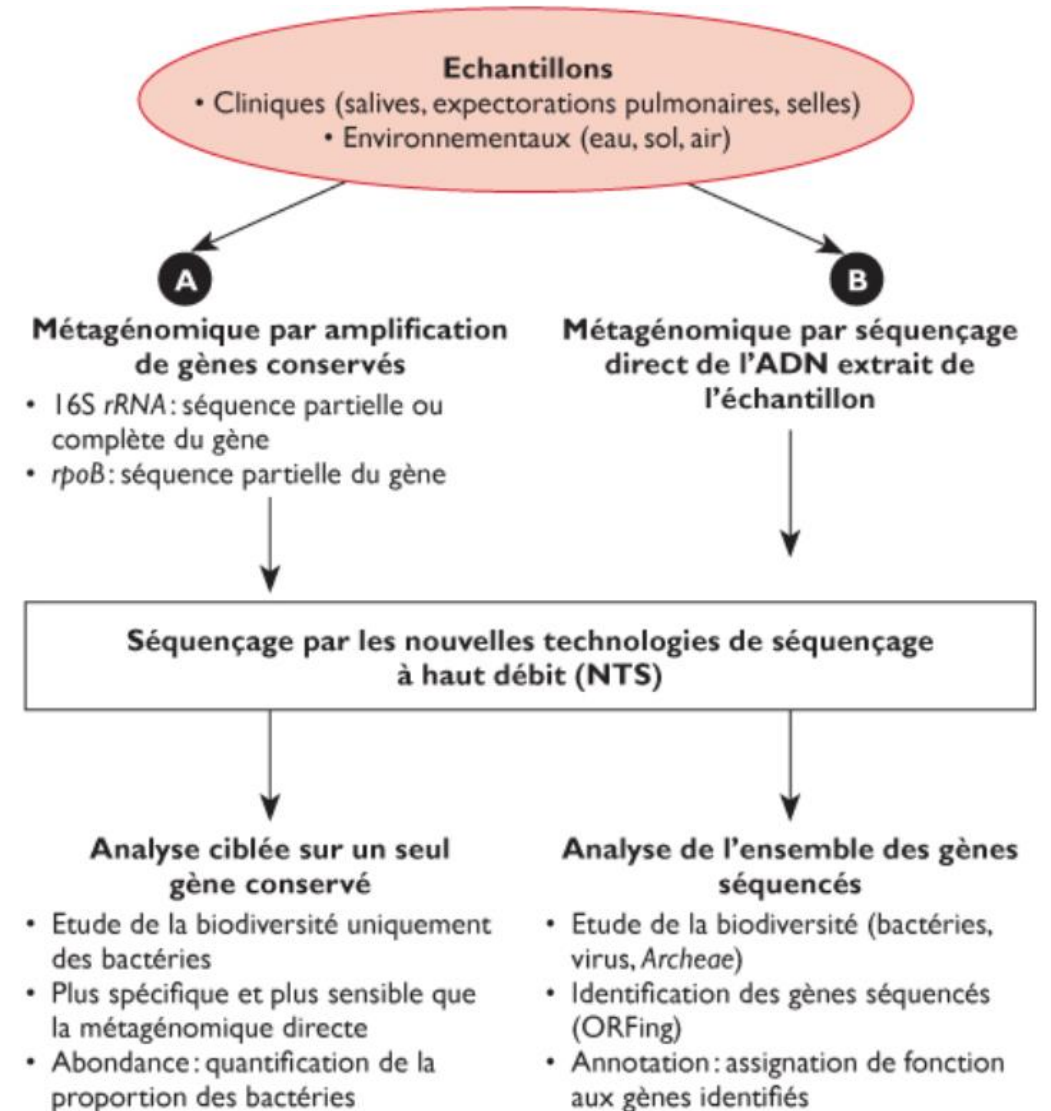 Echantillons
• Cliniques (salives, expectorations pulmonaires, selles)
• Environnementaux (eau, sol, air)
A
Métagénomique par amplification
de gènes conservés
• 16S rRNA : séquence partielle ou
complète du gène
• rpoB : séquence partielle du gène
B
Métagénomique par séquençage
direct de l'ADN extrait de
l'échantillon
Séquençage par les nouvelles technologies de séquençage
à haut débit (NTS)
Analyse ciblée sur un seul
gène conservé
• Etude de la biodiversité uniquement
des bactéries
• Plus spécifique et plus sensible que
la métagénomique directe
• Abondance : quantification de la
proportion des bactéries
Analyse de l'ensemble des gènes
séquencés
• Etude de la biodiversité (bactéries,
virus, Archeae)
• Identification des gènes séquencés
(ORFing)
• Annotation : assignation de fonction
aux gènes identifiés